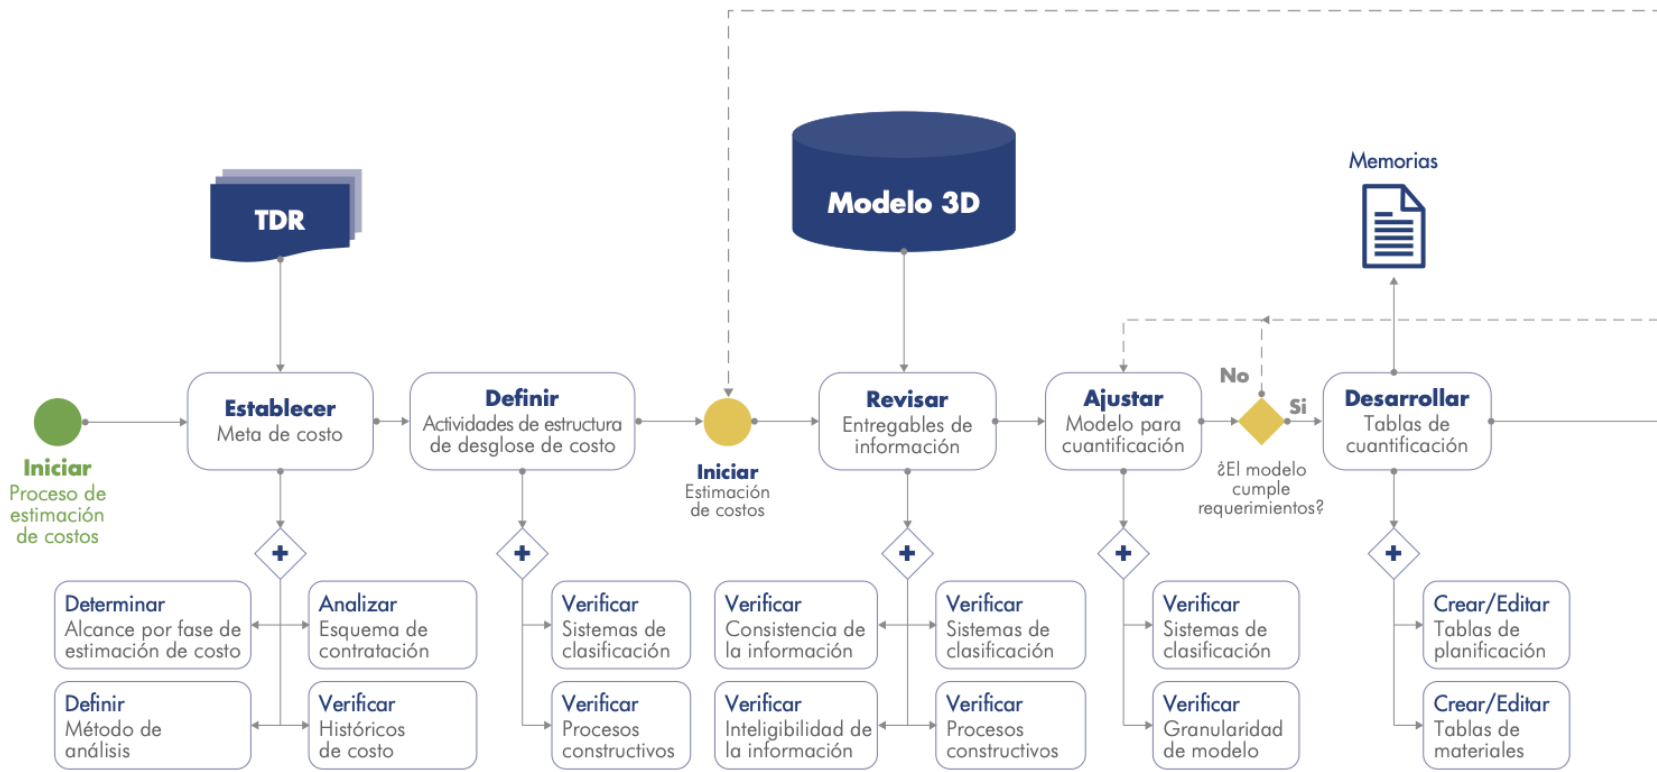 TDR
Modelo 3D
Memorias
Iniciar
Proceso de
estimación
de costos
Establecer
Meta de costo
Definir
Actividades de estructura
de desglose de costo
Iniciar
Estimación
de costos
Revisar
Entregables de
información
Ajustar
Modelo para
cuantificación
No
Si
¿El modelo
cumple
requerimientos?
Desarrollar
Tablas de
cuantificación
+
+
+
+
+
Determinar
Alcance por fase de
estimación de costo
Analizar
Esquema de
contratación
Definir
Método de
análisis
Verificar
Históricos
de costo
Verificar
Sistemas de
clasificación
Verificar
Procesos
constructivos
Verificar
Consistencia de
la información
Verificar
Sistemas de
clasificación
Verificar
Inteligibilidad de
la información
Verificar
Procesos
constructivos
Verificar
Sistemas de
clasificación
Verificar
Granularidad
de modelo
Crear/Editar
Tablas de
planificación
Crear/Editar
Tablas de
materiales